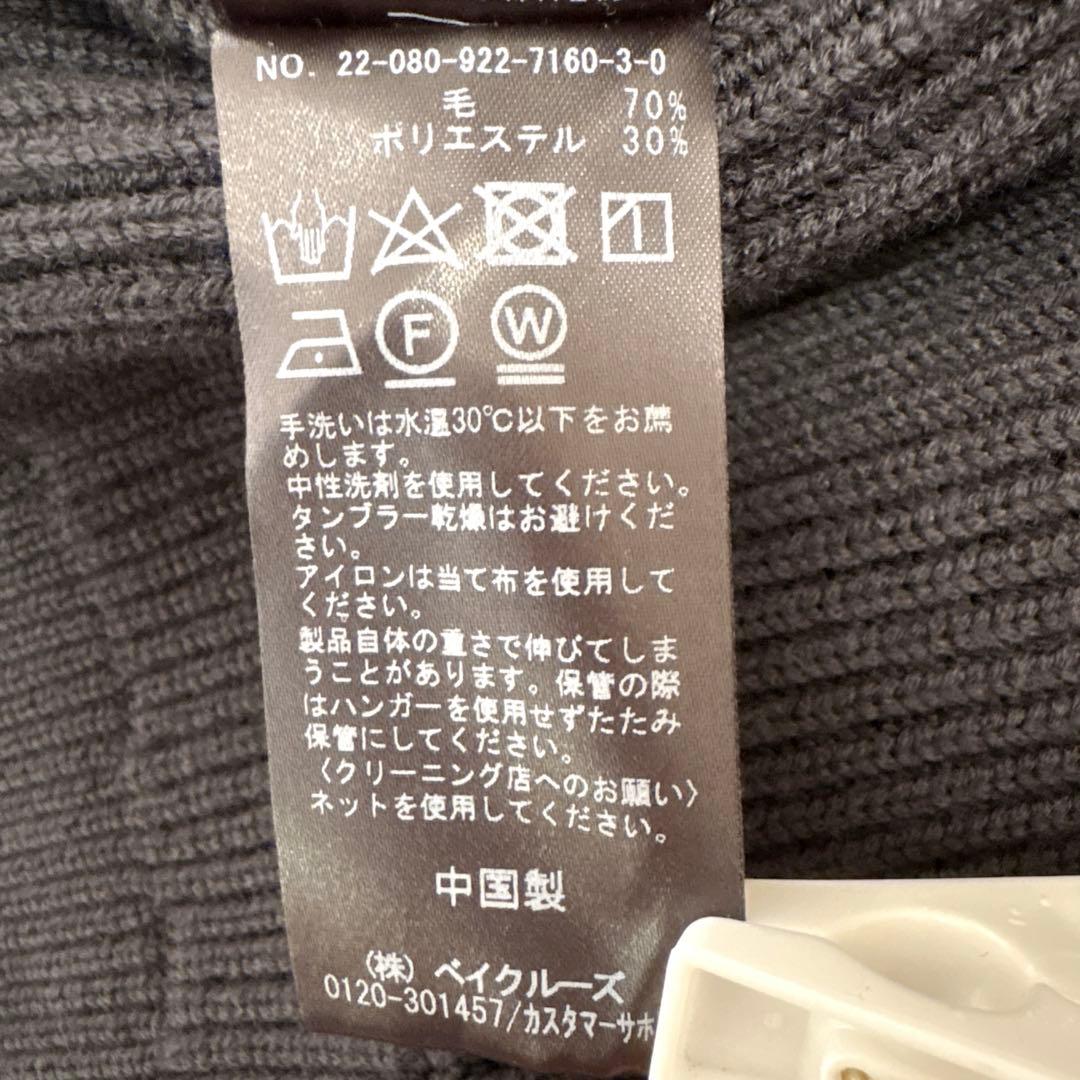 NO. 22-080-922-7160-3-0
毛 70%
ポリエステル 30%
1
F
W
手洗いは水温30℃以下をお薦
めします。
中性洗剤を使用してください。
タンブラー乾燥はお避けくだ
さい。
アイロンは当て布を使用して
ください。
製品自体の重さで伸びてしま
うことがあります。保管の際
はハンガーを使用せずたたみ
保管にしてください。
〈クリーニング店へのお願い〉
ネットを使用してください。
中国製
(株) ベイクルーズ
0120-301457/カスタマーサポ